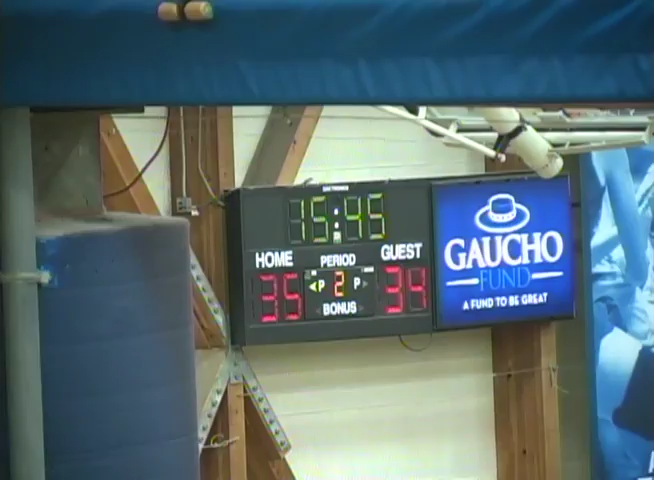 15:45
HOME PERIOD GUEST
35 P 2 P 34
BONUS
GAUCHO
FUND
A FUND TO BE GREAT